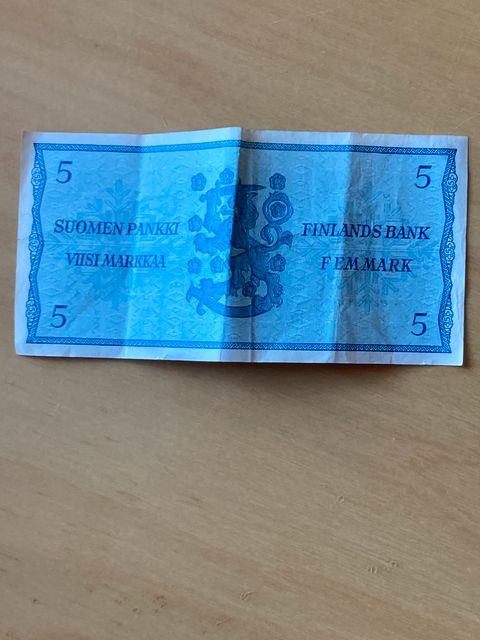 5
5
SUOMEN PANKKI
FINLANDS BANK
VIISI MARKKAA
FEM MARK
5
5